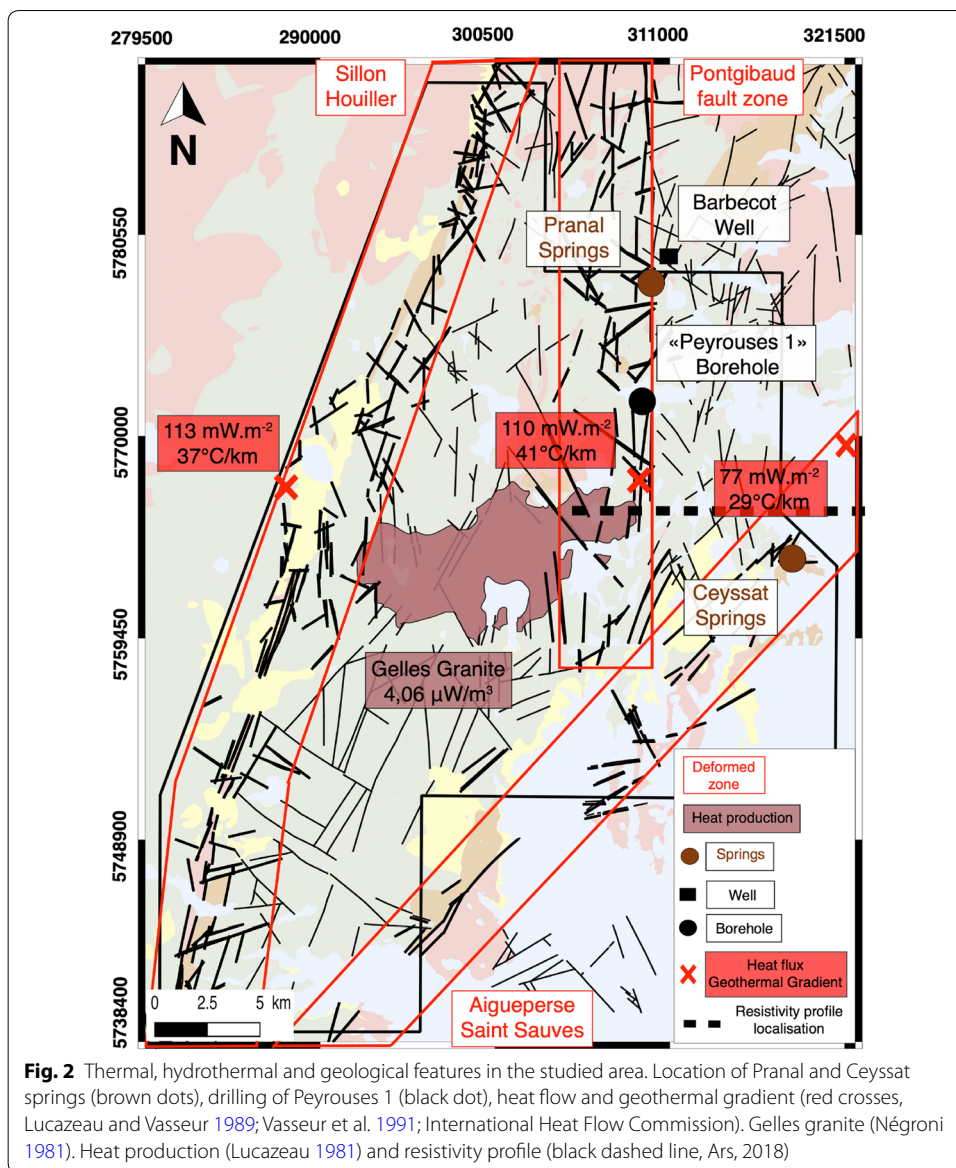 279500 290000 300500 311000 321500
Sillon
Houiller
Pontgibaud
fault zone
N
5780550
Barbecot
Well
Pranal
Springs
«Peyrouses 1»
Borehole
5770000
113 mW.m-2
37°C/km
110 mW.m-2
41°C/km
77 mW.m-2
29°C/km
Ceyssat
Springs
5759450
Gelles Granite
4,06 µW/m3
5748900
Deformed
zone
Heat production
Springs
Well
Borehole
Heat flux
Geothermal Gradient
Resistivity profile
localisation
0 2.5 5 km
5738400
Aigueperse
Saint Sauves
Fig. 2 Thermal, hydrothermal and geological features in the studied area. Location of Pranal and Ceyssat
springs (brown dots), drilling of Peyrouses 1 (black dot), heat flow and geothermal gradient (red crosses,
Lucazeau and Vasseur 1989; Vasseur et al. 1991; International Heat Flow Commission). Gelles granite (Négroni
1981). Heat production (Lucazeau 1981) and resistivity profile (black dashed line, Ars, 2018)